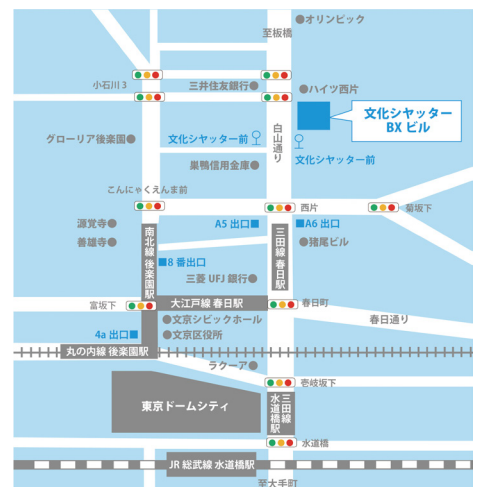 ●オリンピック
至板橋
小石川3
三井住友銀行●
●ハイツ西片
文化シヤッター
BX ビル
グローリア後楽園●
文化シヤッター前
白山通り
文化シヤッター前
巣鴨信用金庫●
こんにゃくえんま前
西片
菊坂下
源覚寺●
A5 出口■
■A6 出口
善雄寺●
南北線 後楽園駅
三田線 春日駅
●猪尾ビル
■8 番出口
三菱 UFJ 銀行●
富坂下
大江戸線 春日駅
春日町
●文京シビックホール
春日通り
4a 出口■
●文京区役所
丸の内線 後楽園駅
ラクーア●
壱岐坂下
東京ドームシティ
三田線
水道橋駅
水道橋
JR 総武線 水道橋駅
至大手町